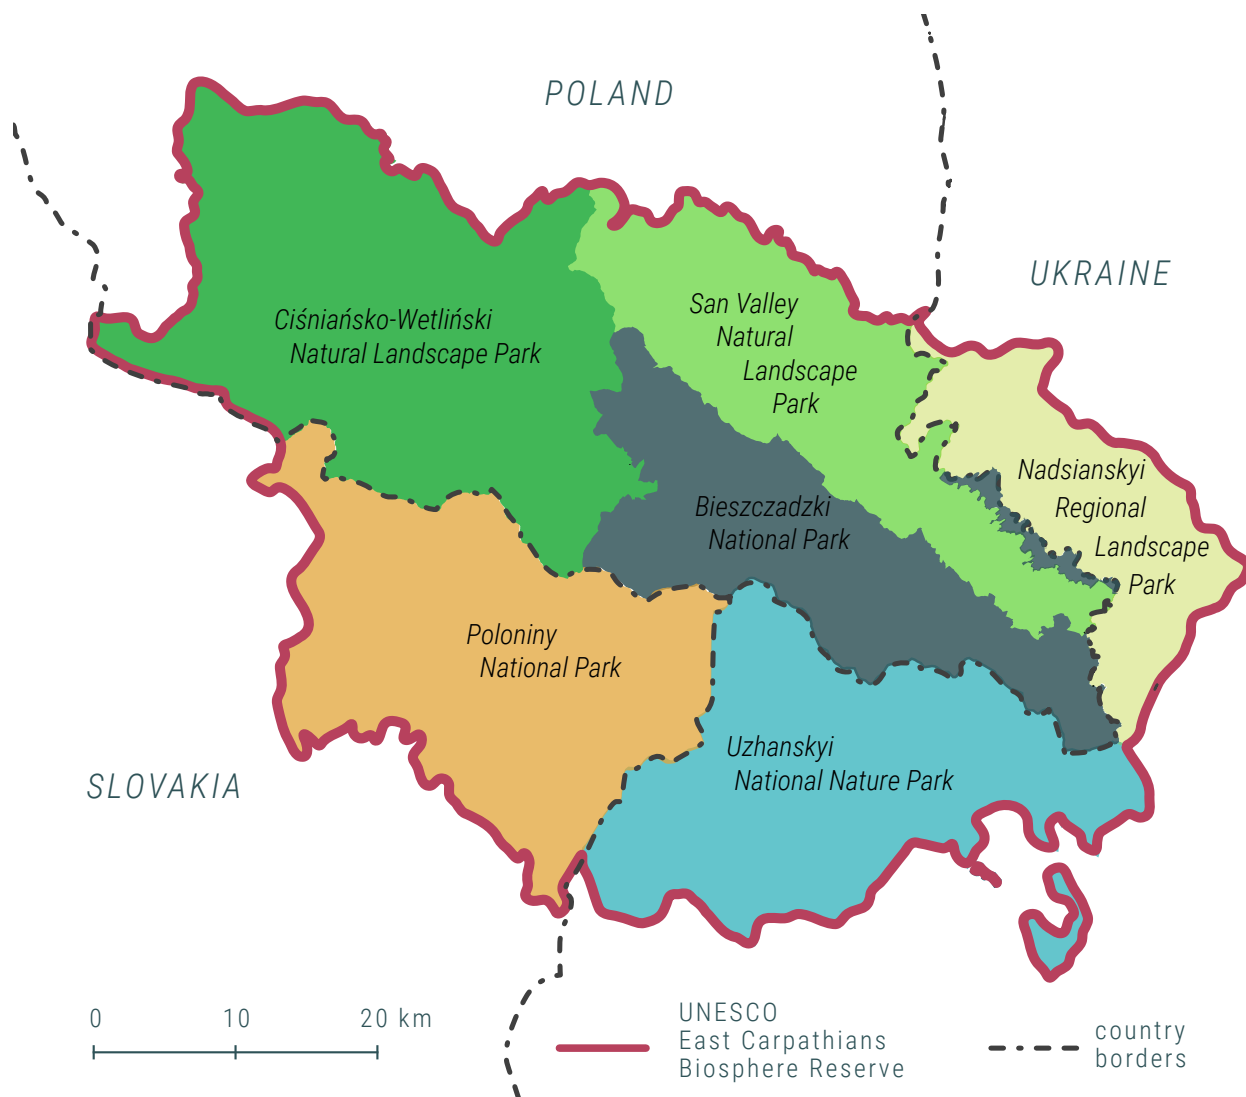 POLAND
UKRAINE
Ciśniańsko-Wetliński
Natural Landscape Park
San Valley
Natural
Landscape
Park
Nadsianskyi
Regional
Landscape
Park
Bieszczadzki
National Park
Poloniny
National Park
Uzhanskyi
National Nature Park
SLOVAKIA
0 10 20 km
UNESCO
East Carpathians
Biosphere Reserve
country
borders